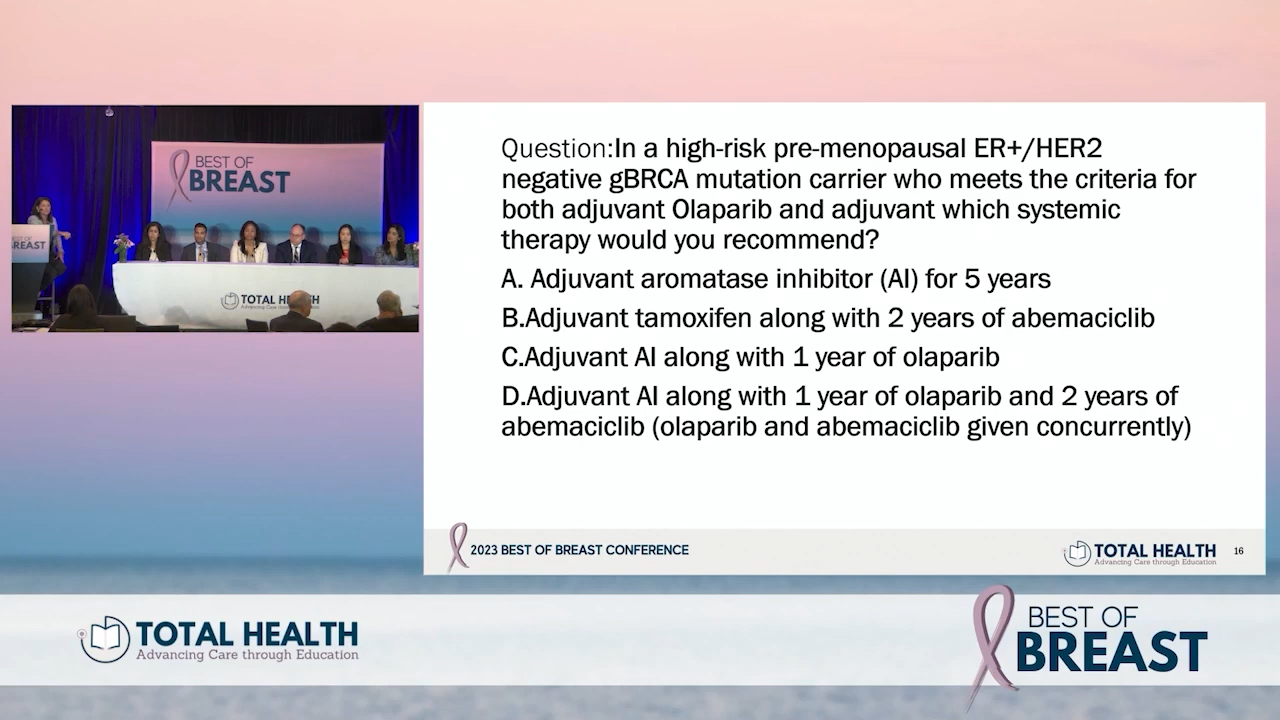 BEST OF
BREAST
BREAST
TOTAL HEALTH
Advancing Care through Education
Question:In a high-risk pre-menopausal ER+/HER2
negative gBRCA mutation carrier who meets the criteria for
both adjuvant Olaparib and adjuvant which systemic
therapy would you recommend?
A. Adjuvant aromatase inhibitor (AI) for 5 years
B.Adjuvant tamoxifen along with 2 years of abemaciclib
C.Adjuvant AI along with 1 year of olaparib
D.Adjuvant AI along with 1 year of olaparib and 2 years of
abemaciclib (olaparib and abemaciclib given concurrently)
2023 BEST OF BREAST CONFERENCE
TOTAL HEALTH
Advancing Care through Education
16
TOTAL HEALTH
Advancing Care through Education
BEST OF
BREAST